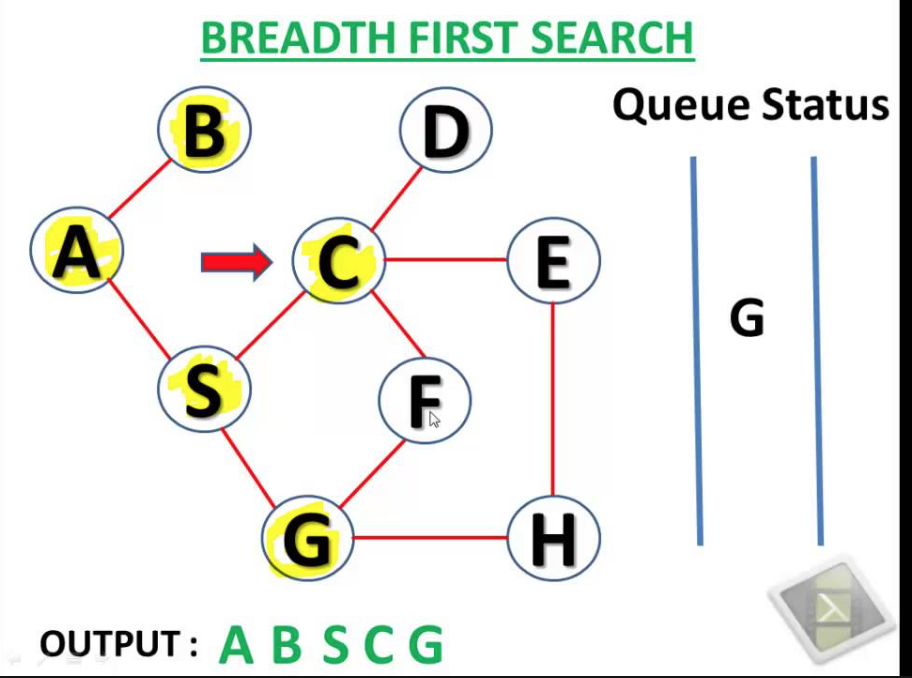 BREADTH FIRST SEARCH
Queue Status
B
D
A
C
E
G
S
F
G
H
OUTPUT : A B S C G